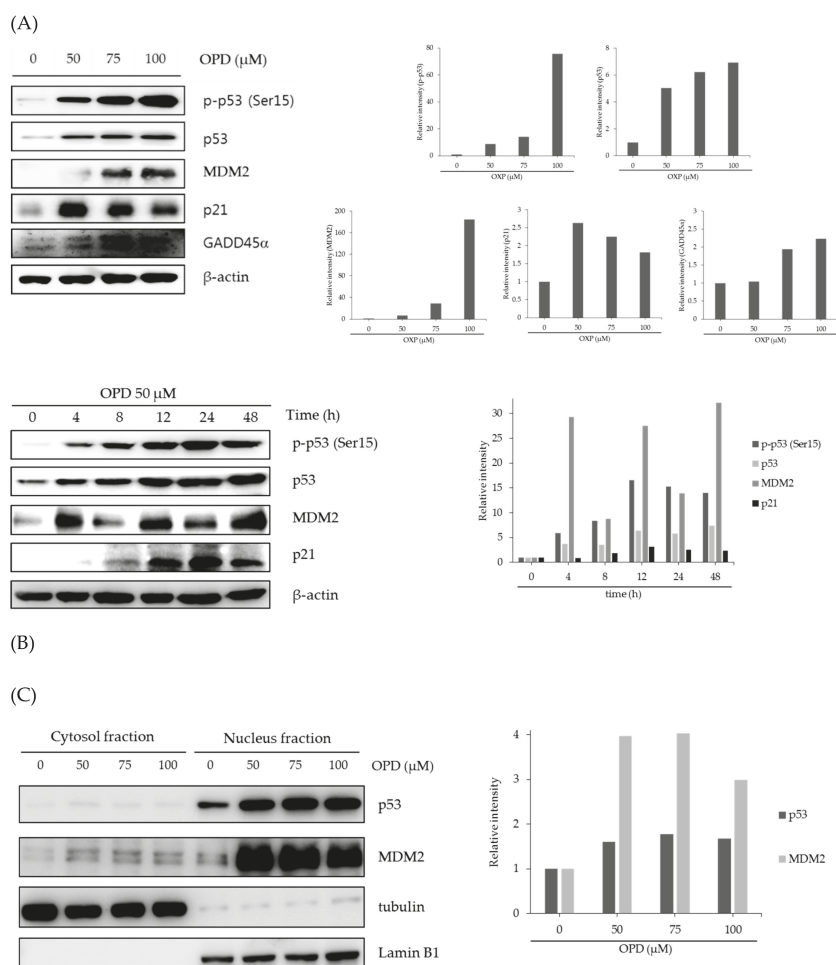 (A)
0 50 75 100 OPD (μM)
p-p53 (Ser15)
p53
MDM2
p21
GADD45α
β-actin
Relative intensity (p-p53)
80
60
40
20
0
0 50 75 100
OXP (μM)
Relative intensity (p53)
8
6
4
2
0
0 50 75 100
OXP (μM)
Relative intensity (MDM2)
200
160
120
80
40
0
0 50 75 100
OXP (μM)
Relative intensity (p21)
3
2.5
2
1.5
1
0.5
0
0 50 75 100
OXP (μM)
Relative intensity (GADD45α)
3
2.5
2
1.5
1
0.5
0
0 50 75 100
OXP (μM)
OPD 50 μM
0 4 8 12 24 48 Time (h)
p-p53 (Ser15)
p53
MDM2
p21
β-actin
Relative intensity
30
25
20
15
10
5
0
0 4 8 12 24 48
time (h)
p-p53 (Ser15)
p53
MDM2
p21
(B)
(C)
Cytosol fraction Nucleus fraction
0 50 75 100 0 50 75 100 OPD (μM)
p53
MDM2
tubulin
Lamin B1
Relative intensity
4
3
2
1
0
0 50 75 100
OPD (μM)
p53
MDM2